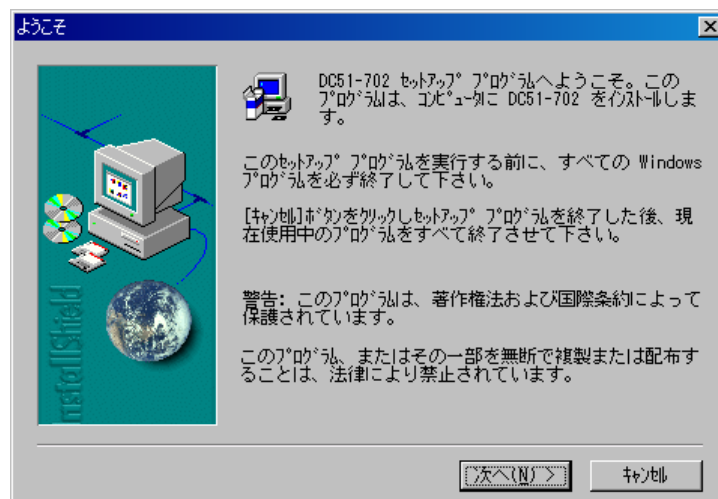 ようこそ
DC51-702 ｾｯﾄｱｯﾌﾟ ﾌﾟﾛｸﾞﾗﾑへようこそ。この
ﾌﾟﾛｸﾞﾗﾑは、ｺﾝﾋﾟｭｰﾀに DC51-702 をｲﾝｽﾄｰﾙしま
す。
このｾｯﾄｱｯﾌﾟ ﾌﾟﾛｸﾞﾗﾑを実行する前に、すべての Windows
ﾌﾟﾛｸﾞﾗﾑを必ず終了して下さい。
[ｷｬﾝｾﾙ]ﾎﾞﾀﾝをｸﾘｯｸしｾｯﾄｱｯﾌﾟ ﾌﾟﾛｸﾞﾗﾑを終了した後、現
在使用中のﾌﾟﾛｸﾞﾗﾑをすべて終了させて下さい。
警告: このﾌﾟﾛｸﾞﾗﾑは、著作権法および国際条約によって
保護されています。
このﾌﾟﾛｸﾞﾗﾑ、またはその一部を無断で複製または配布す
ることは、法律により禁止されています。
InstallShield
次へ(N) >
ｷｬﾝｾﾙ